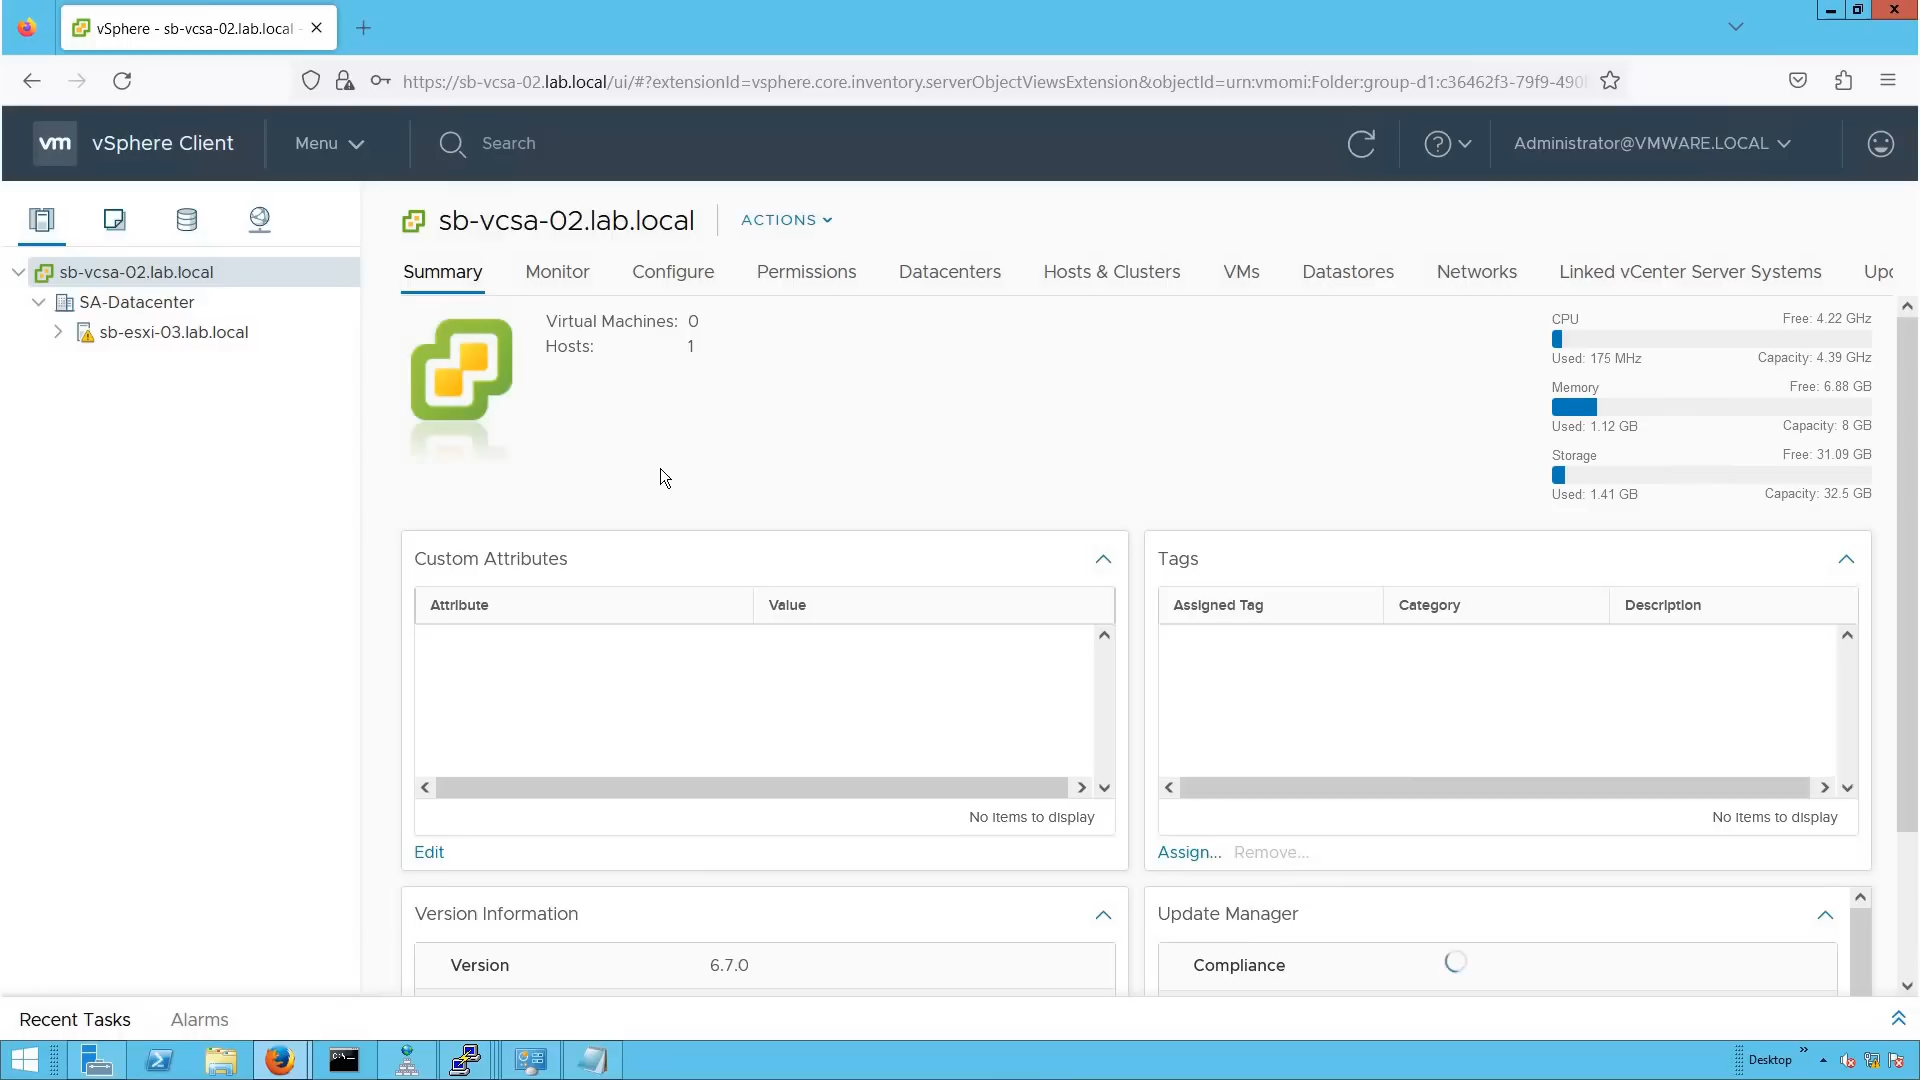 vSphere - sb-vcsa-02.lab.local -
https://sb-vcsa-02.lab.local/ui/#?extensionId=vsphere.core.inventory.serverObjectViewsExtension&objectId=urn:vmomi:Folder:group-d1:c36462f3-79f9-490
vm vSphere Client Menu Search Administrator@VMWARE.LOCAL
sb-vcsa-02.lab.local
SA-Datacenter
sb-esxi-03.lab.local
sb-vcsa-02.lab.local ACTIONS
Summary Monitor Configure Permissions Datacenters Hosts & Clusters VMs Datastores Networks Linked vCenter Server Systems Upd
Virtual Machines: 0
Hosts: 1
CPU Free: 4.22 GHz
Used: 175 MHz Capacity: 4.39 GHz
Memory Free: 6.88 GB
Used: 1.12 GB Capacity: 8 GB
Storage Free: 31.09 GB
Used: 1.41 GB Capacity: 32.5 GB
Custom Attributes
Attribute Value
No items to display
Edit
Tags
Assigned Tag Category Description
No items to display
Assign... Remove...
Version Information
Version 6.7.0
Update Manager
Compliance
Recent Tasks Alarms
Desktop